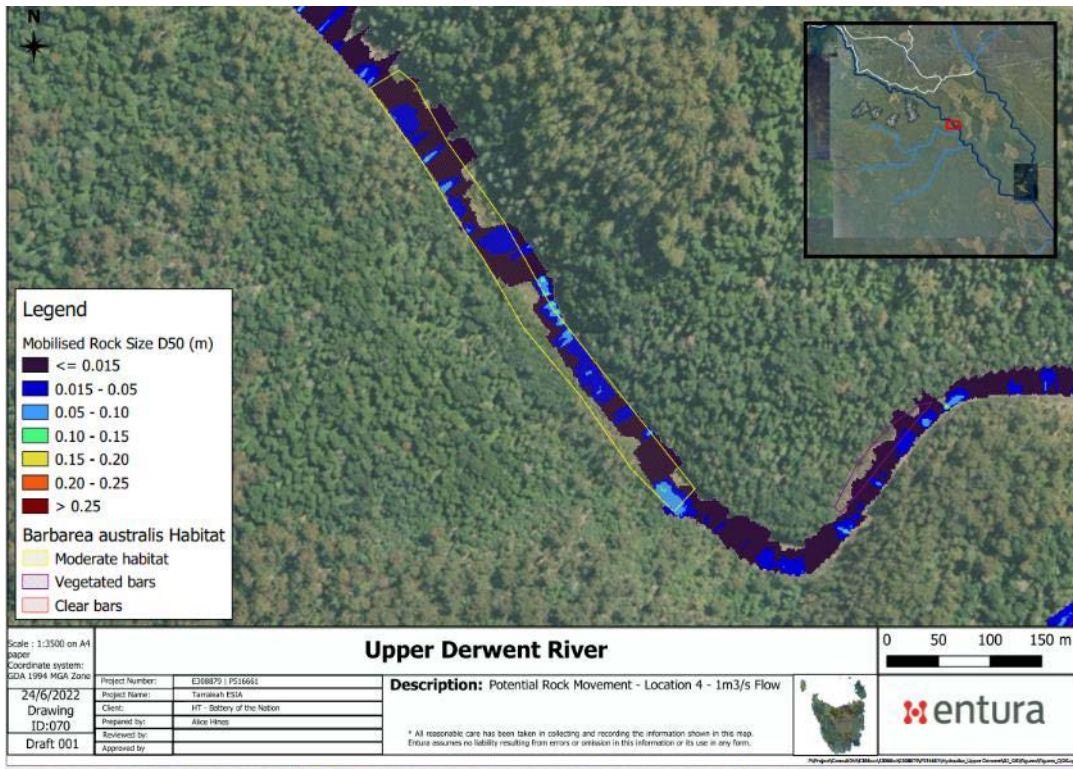 N
Legend
Mobilised Rock Size D50 (m)
<= 0.015
0.015 - 0.05
0.05 - 0.10
0.10 - 0.15
0.15 - 0.20
0.20 - 0.25
> 0.25
Barbarea australis Habitat
Moderate habitat
Vegetated bars
Clear bars
Scale : 1:3500 on A4
paper
Coordinate system:
GDA 1994 MGA Zone
24/6/2022
Drawing
ID:070
Draft 001
Upper Derwent River
Project Number: E308879 | P516661
Project Name: Tarraleah ESIA
Client: HT - Battery of the Nation
Prepared by: Alice Hines
Reviewed by:
Approved by
Description: Potential Rock Movement - Location 4 - 1m3/s Flow
* All reasonable care has been taken in collecting and recording the information shown in this map.
Entura assumes no liability resulting from errors or omission in this information or its use in any form.
0 50 100 150 m
entura